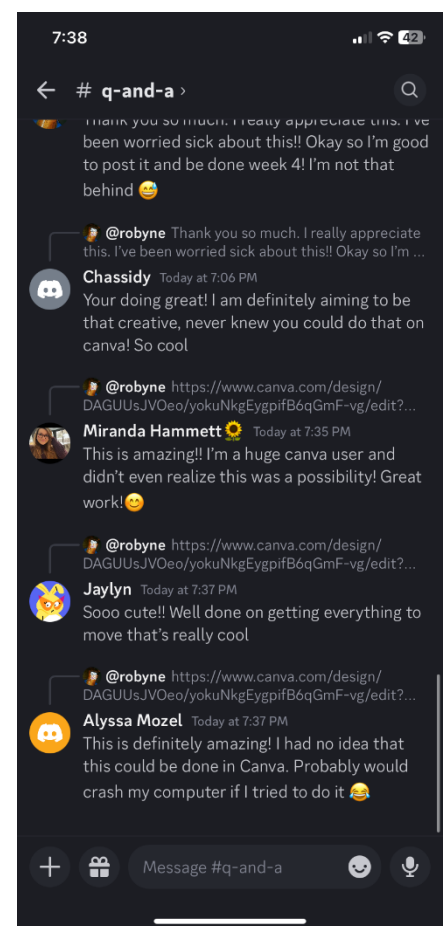 7:38
42
# q-and-a ›
Thank you so much. I really appreciate this. I've
been worried sick about this!! Okay so I'm good
to post it and be done week 4! I'm not that
behind 😅
@robyne Thank you so much. I really appreciate
this. I've been worried sick about this!! Okay so I'm ...
Chassidy Today at 7:06 PM
Your doing great! I am definitely aiming to be
that creative, never knew you could do that on
canva! So cool
@robyne https://www.canva.com/design/
DAGUUsJVOeo/yokuNkgEygpifB6qGmF-vg/edit?...
Miranda Hammett🌻 Today at 7:35 PM
This is amazing!! I'm a huge canva user and
didn't even realize this was a possibility! Great
work!😊
@robyne https://www.canva.com/design/
DAGUUsJVOeo/yokuNkgEygpifB6qGmF-vg/edit?...
Jaylyn Today at 7:37 PM
Sooo cute!! Well done on getting everything to
move that's really cool
@robyne https://www.canva.com/design/
DAGUUsJVOeo/yokuNkgEygpifB6qGmF-vg/edit?...
Alyssa Mozel Today at 7:37 PM
This is definitely amazing! I had no idea that
this could be done in Canva. Probably would
crash my computer if I tried to do it 😂
Message #q-and-a